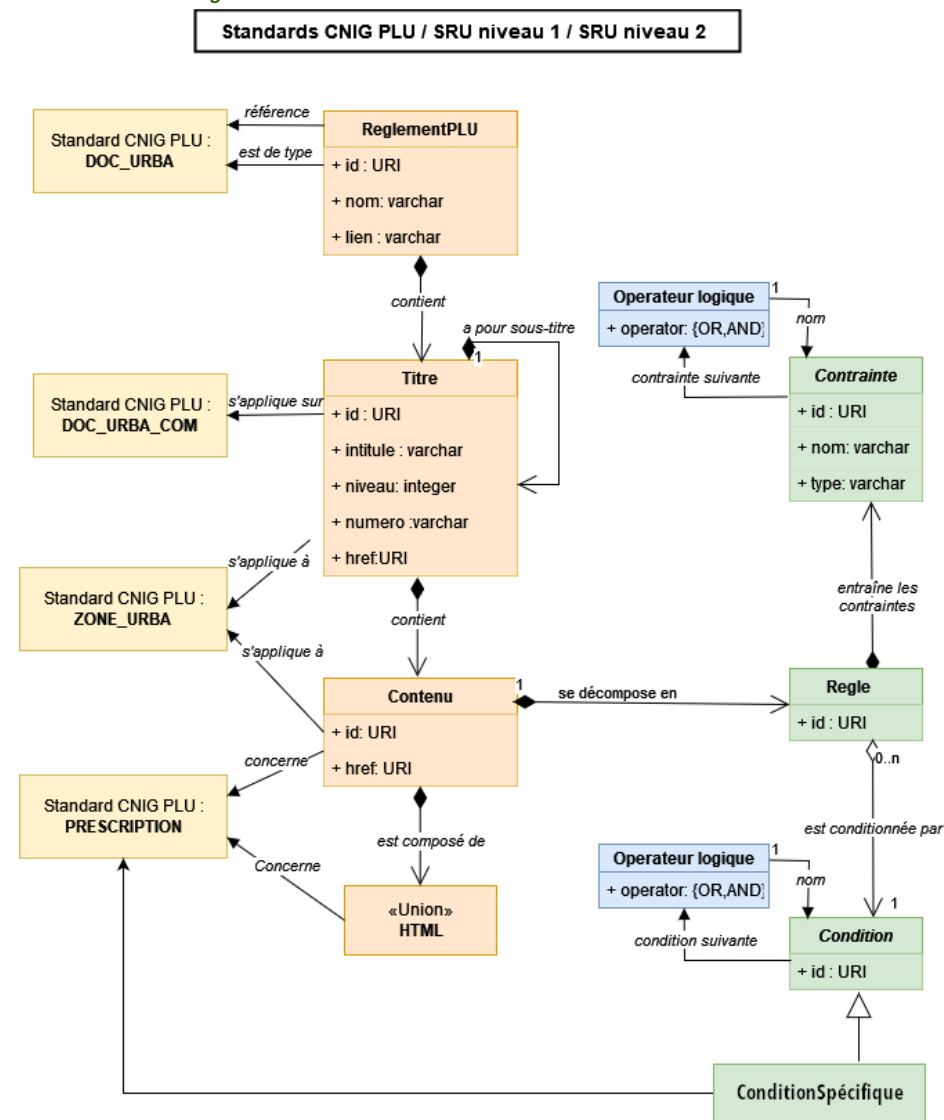 Standards CNIG PLU / SRU niveau 1 / SRU niveau 2
référence
Standard CNIG PLU :
DOC_URBA
est de type
ReglementPLU
+ id : URI
+ nom: varchar
+ lien : varchar
contient
a pour sous-titre
1
Operateur logique
+ operator: {OR,AND}
1
nom
contrainte suivante
Contrainte
+ id : URI
+ nom: varchar
+ type: varchar
Standard CNIG PLU :
DOC_URBA_COM
s'applique sur
Titre
+ id : URI
+ intitule : varchar
+ niveau: integer
+ numero :varchar
+ href:URI
s'applique à
Standard CNIG PLU :
ZONE_URBA
s'applique à
contient
entraîne les
contraintes
Contenu
+ id: URI
+ href: URI
1
se décompose en
Regle
+ id : URI
0..n
concerne
Standard CNIG PLU :
PRESCRIPTION
Concerne
est composé de
«Union»
HTML
est conditionnée par
1
Operateur logique
+ operator: {OR,AND}
1
nom
condition suivante
Condition
+ id : URI
ConditionSpécifique